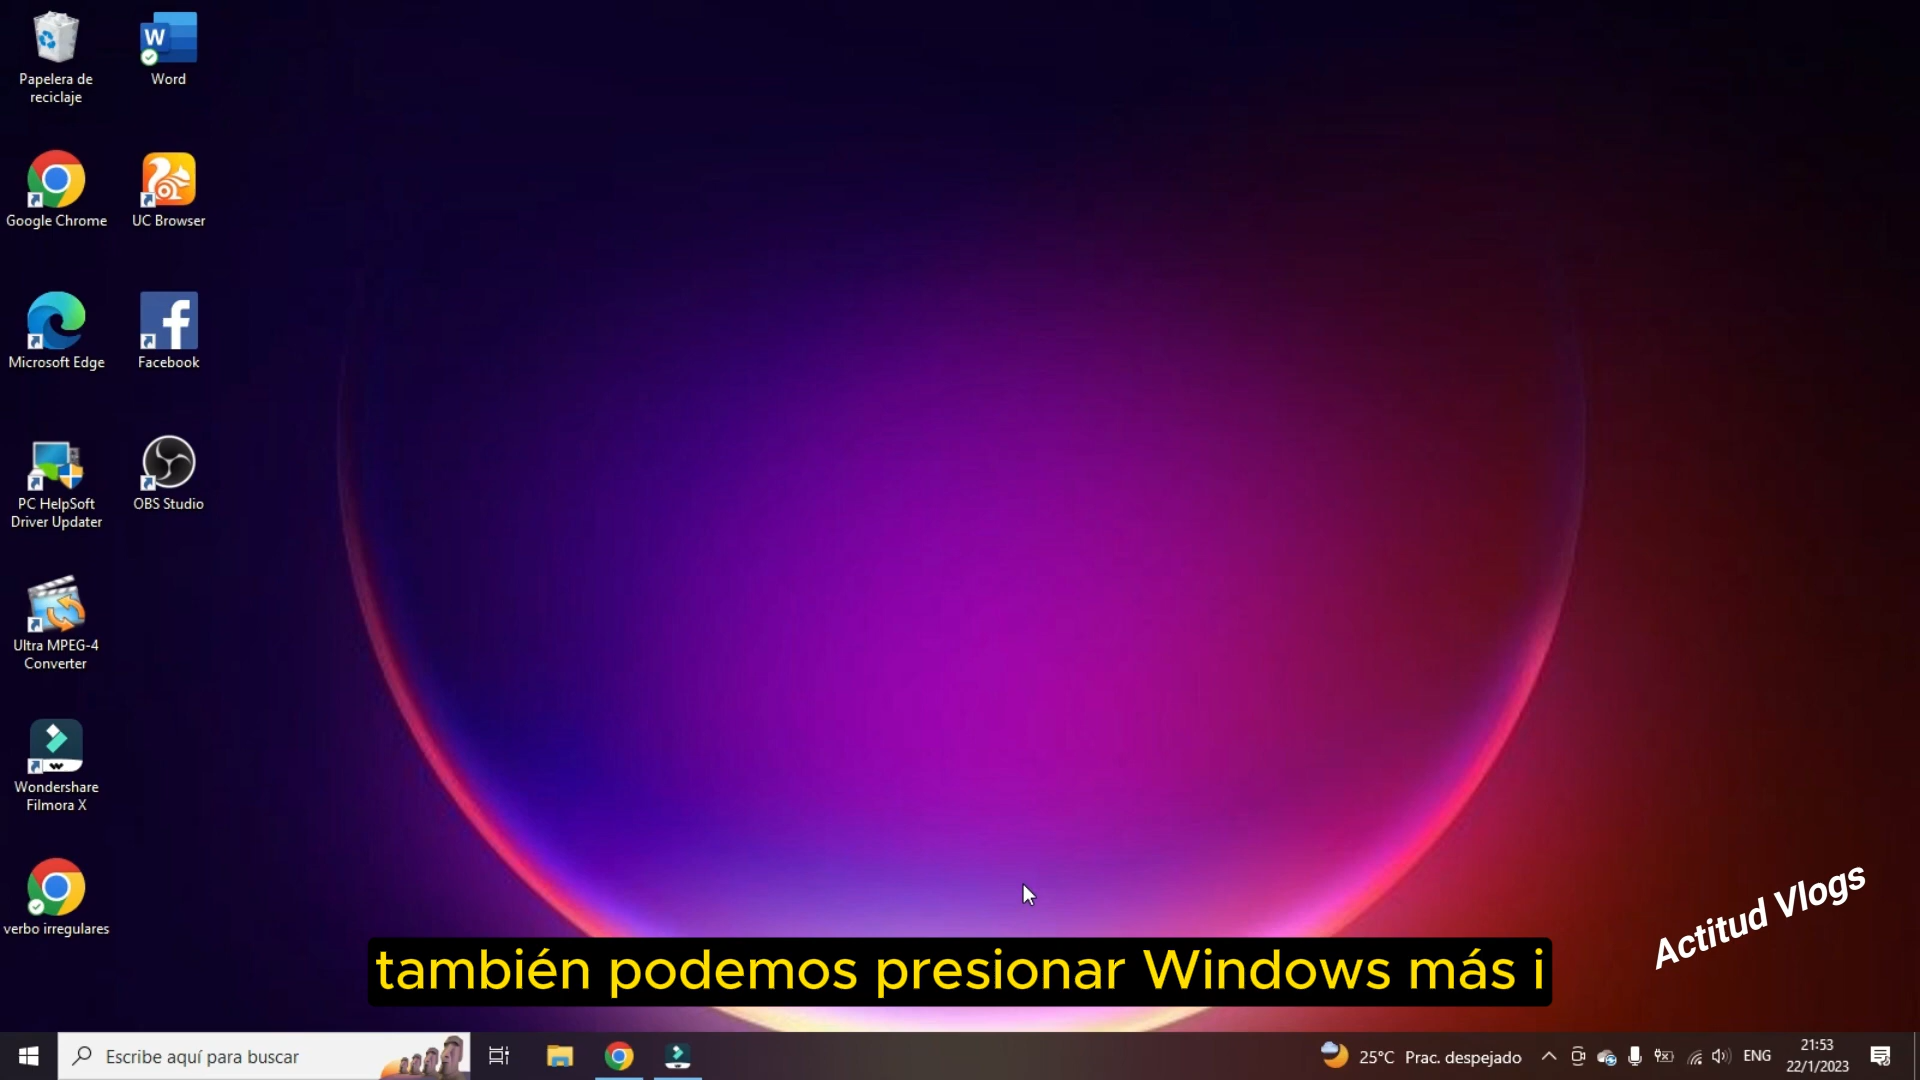 Papelera de
reciclaje
Word
Google Chrome
UC Browser
Microsoft Edge
Facebook
PC HelpSoft
Driver Updater
OBS Studio
Ultra MPEG-4
Converter
Wondershare
Filmora X
verbo irregulares
Actitud Vlogs
también podemos presionar Windows más i
Escribe aquí para buscar
25°C Prac. despejado
ENG
21:53
22/1/2023